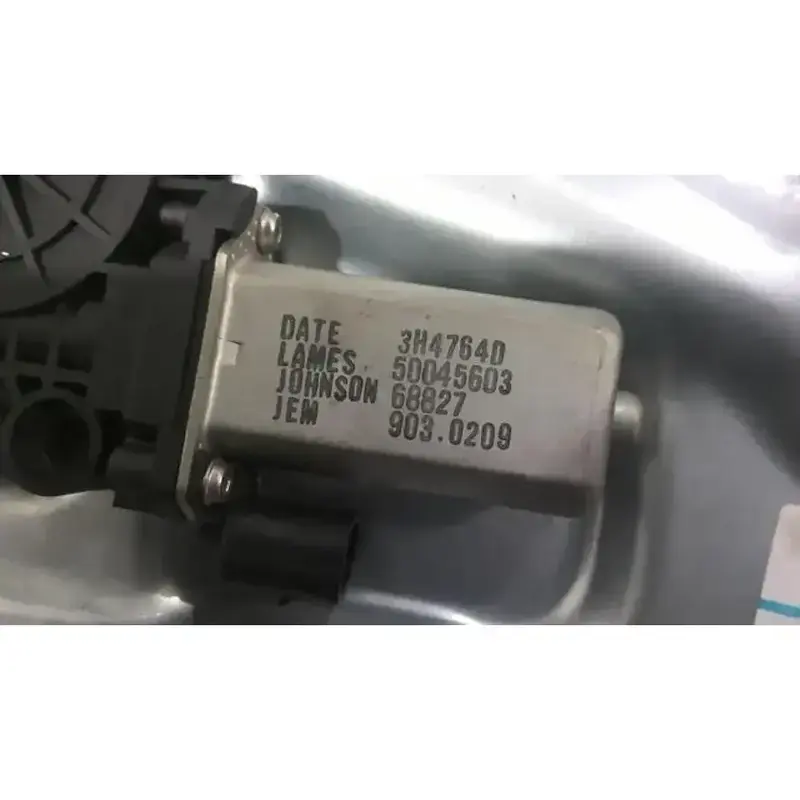 DATE 3H4764D
LAMES. 50045603
JOHNSON 68827
JEM 903.0209